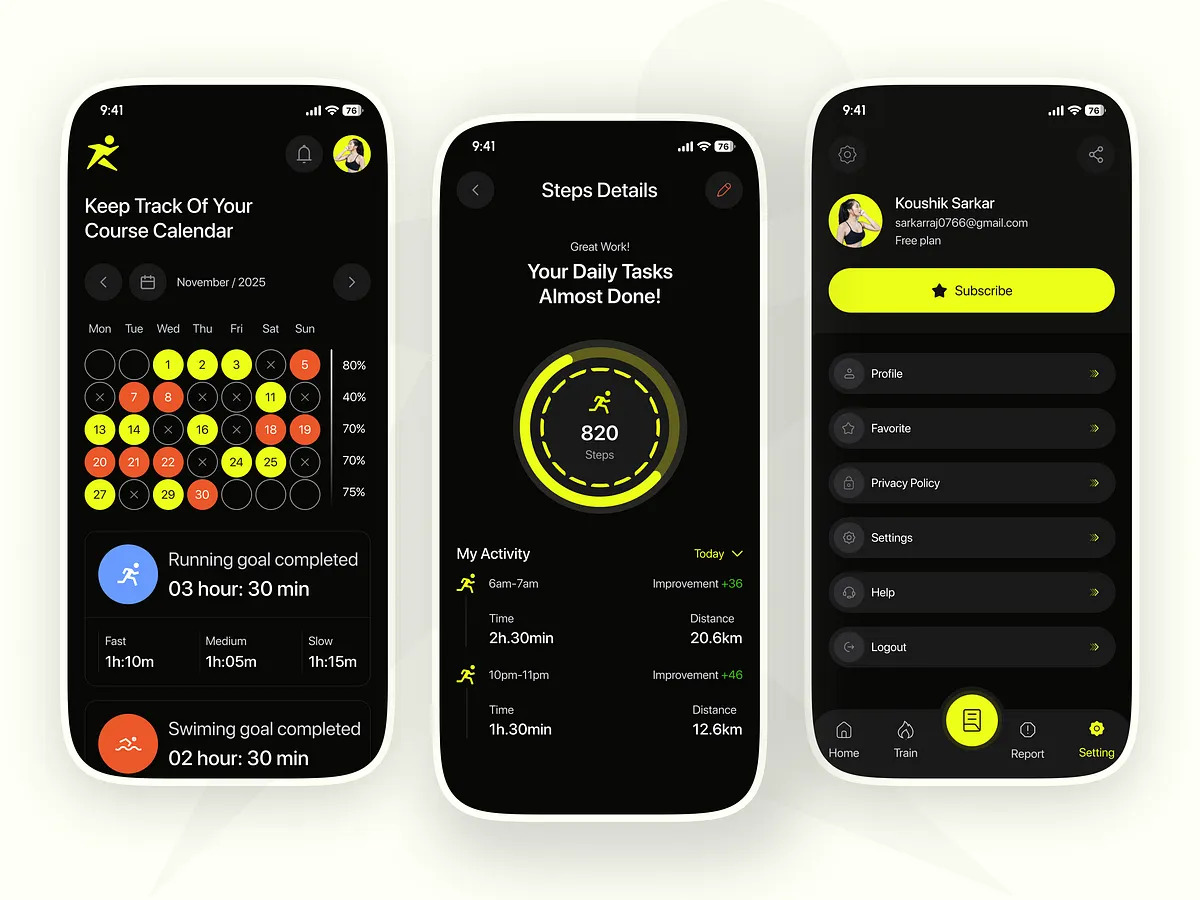 9:41
76
Keep Track Of Your
Course Calendar
November / 2025
Mon Tue Wed Thu Fri Sat Sun
1 2 3 × 5 80%
× 7 8 × × 11 × 40%
13 14 × 16 × 18 19 70%
20 21 22 × 24 25 × 70%
27 × 29 30 75%
Running goal completed
03 hour: 30 min
Fast Medium Slow
1h:10m 1h:05m 1h:15m
Swiming goal completed
02 hour: 30 min
9:41
76
Steps Details
Great Work!
Your Daily Tasks
Almost Done!
820
Steps
My Activity Today
6am-7am Improvement +36
Time Distance
2h.30min 20.6km
10pm-11pm Improvement +46
Time Distance
1h.30min 12.6km
9:41
76
Koushik Sarkar
sarkarraj0766@gmail.com
Free plan
Subscribe
Profile
Favorite
Privacy Policy
Settings
Help
Logout
Home Train Report Setting